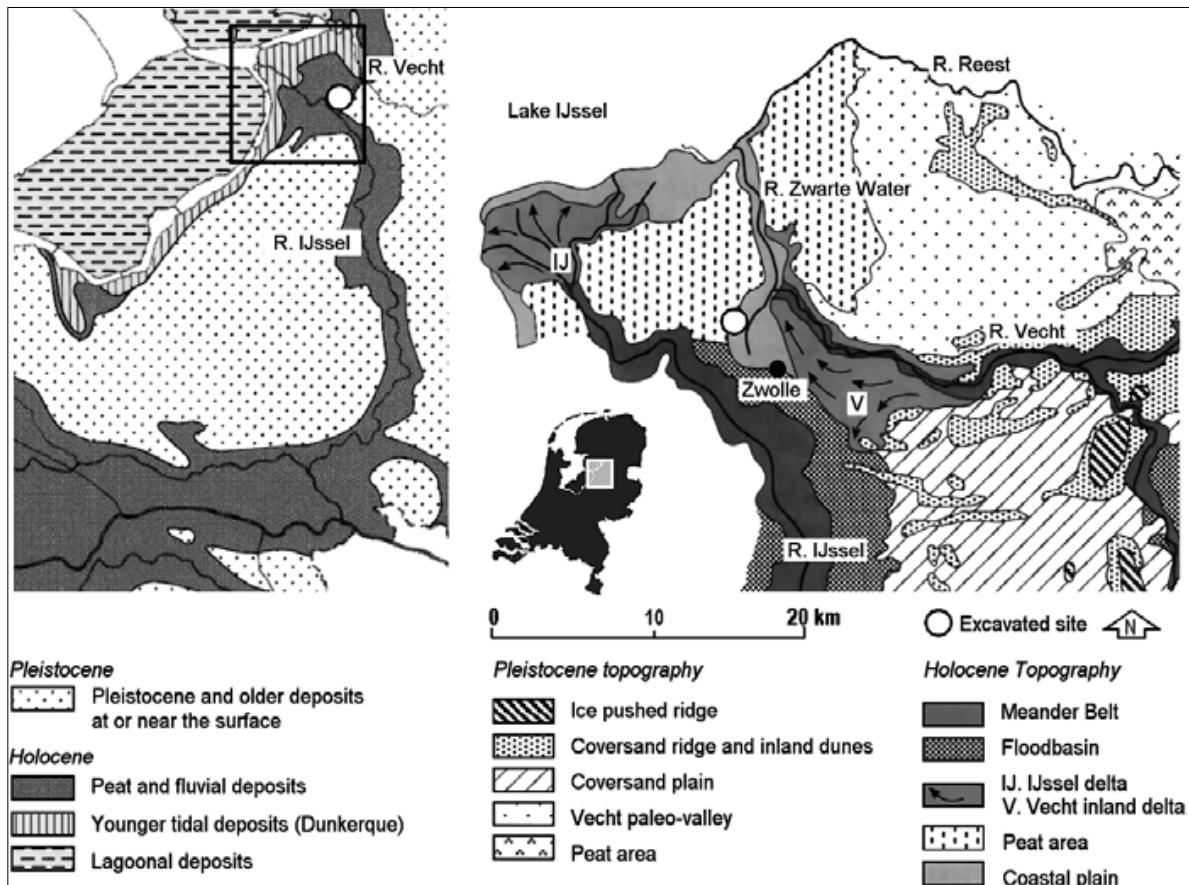 R. Vecht
R. IJssel
Lake IJssel
R. Reest
R. Zwarte Water
IJ
R. Vecht
Zwolle
V
R. IJssel
0 10 20 km
Excavated site
N
Pleistocene
Pleistocene and older deposits
at or near the surface
Holocene
Peat and fluvial deposits
Younger tidal deposits (Dunkerque)
Lagoonal deposits
Pleistocene topography
Ice pushed ridge
Coversand ridge and inland dunes
Coversand plain
Vecht paleo-valley
Peat area
Holocene Topography
Meander Belt
Floodbasin
IJ. IJssel delta
V. Vecht inland delta
Peat area
Coastal plain